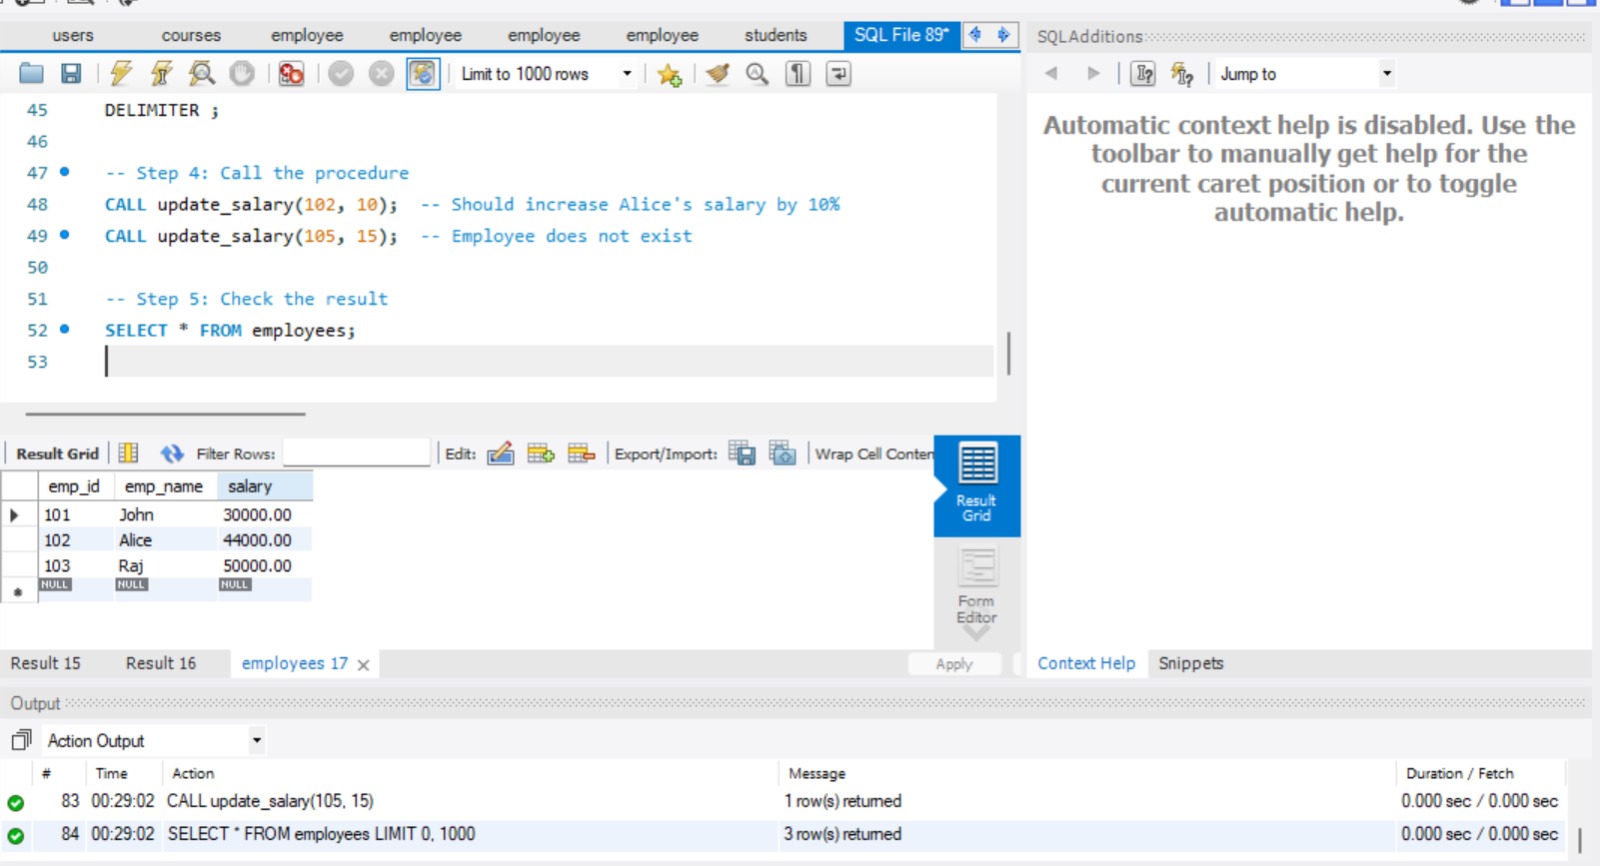 users courses employee employee employee employee students SQL File 89*
SQLAdditions
Limit to 1000 rows
Jump to
45 DELIMITER ;
46
47 -- Step 4: Call the procedure
48 CALL update_salary(102, 10); -- Should increase Alice's salary by 10%
49 CALL update_salary(105, 15); -- Employee does not exist
50
51 -- Step 5: Check the result
52 SELECT * FROM employees;
53
Automatic context help is disabled. Use the
toolbar to manually get help for the
current caret position or to toggle
automatic help.
Result Grid Filter Rows: Edit: Export/Import: Wrap Cell Conten
emp_id emp_name salary
101 John 30000.00
102 Alice 44000.00
103 Raj 50000.00
NULL NULL NULL
Result
Grid
Form
Editor
Result 15 Result 16 employees 17 Apply
Context Help Snippets
Output
Action Output
# Time Action Message Duration / Fetch
83 00:29:02 CALL update_salary(105, 15) 1 row(s) returned 0.000 sec / 0.000 sec
84 00:29:02 SELECT * FROM employees LIMIT 0, 1000 3 row(s) returned 0.000 sec / 0.000 sec